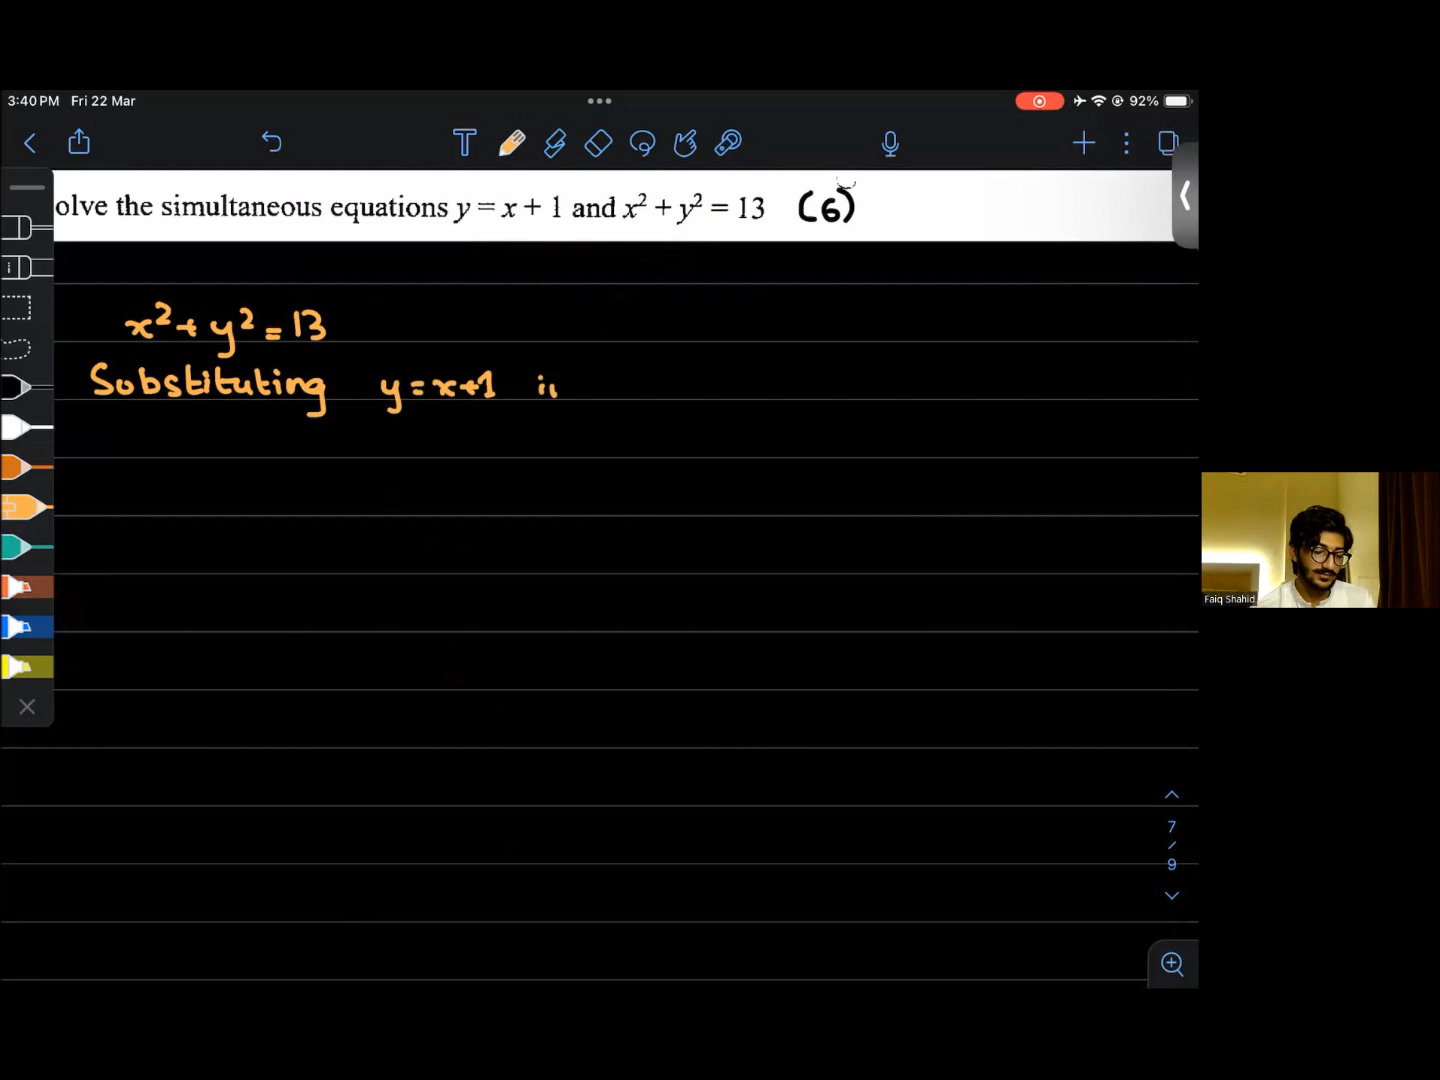 3:40 PM Fri 22 Mar
92%
olve the simultaneous equations y = x + 1 and x² + y² = 13 (6)
x² + y² = 13
Substituting y = x+1
Faiq Shahid
7
/
9